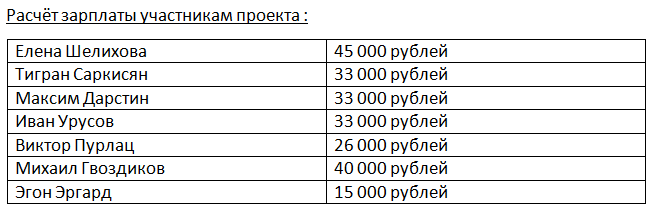 Расчёт зарплаты участникам проекта :
Елена Шелихова 45 000 рублей
Тигран Саркисян 33 000 рублей
Максим Дарстин 33 000 рублей
Иван Урусов 33 000 рублей
Виктор Пурлац 26 000 рублей
Михаил Гвоздиков 40 000 рублей
Эгон Эргард 15 000 рублей